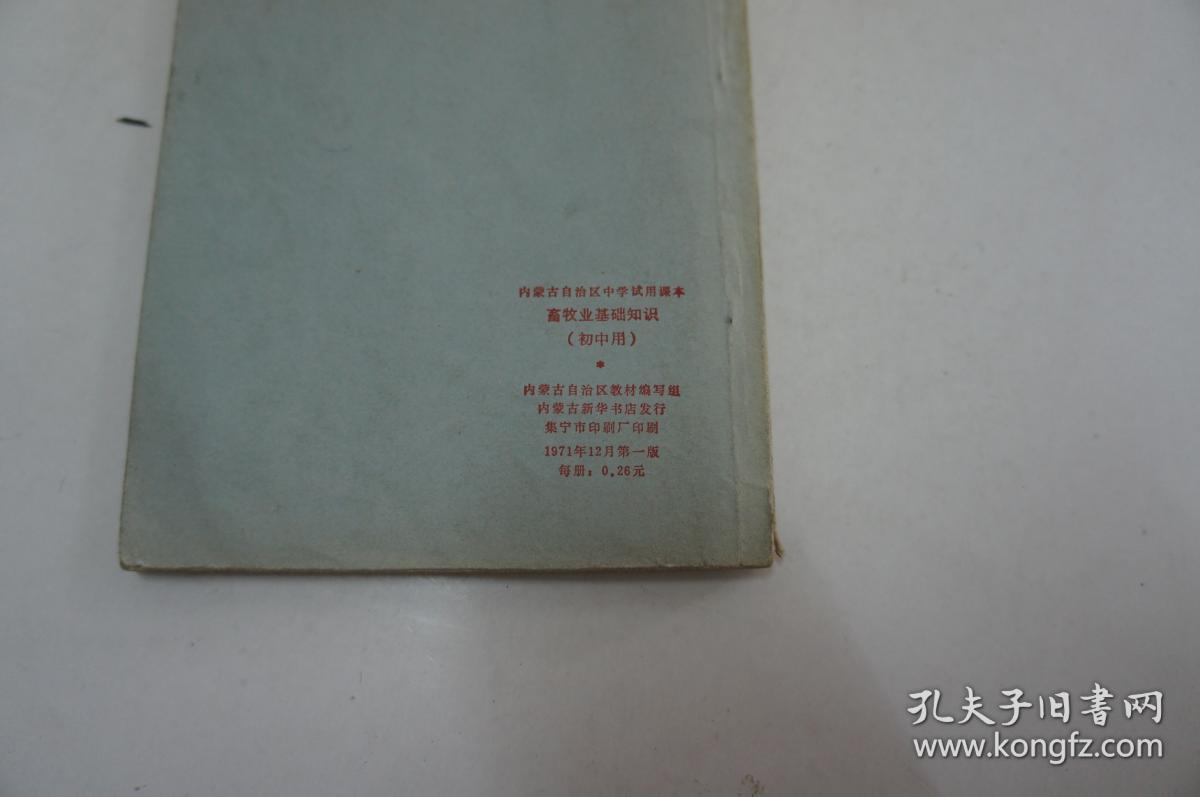 内蒙古自治区中学试用课本
畜牧业基础知识
(初中用)
*
内蒙古自治区教材编写组
内蒙古新华书店发行
集宁市印刷厂印刷
1971年12月第一版
每册：0.26元
孔夫子旧书网
www.kongfz.com